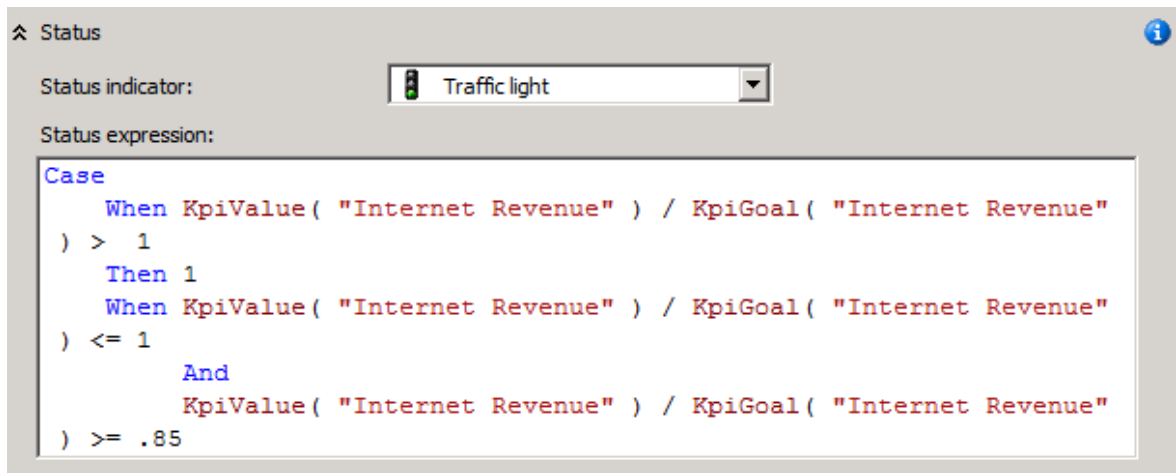 Status
Status indicator: Traffic light
Status expression:
Case
When KpiValue( "Internet Revenue" ) / KpiGoal( "Internet Revenue"
) >  1
Then 1
When KpiValue( "Internet Revenue" ) / KpiGoal( "Internet Revenue"
) <= 1
And
KpiValue( "Internet Revenue" ) / KpiGoal( "Internet Revenue"
) >= .85